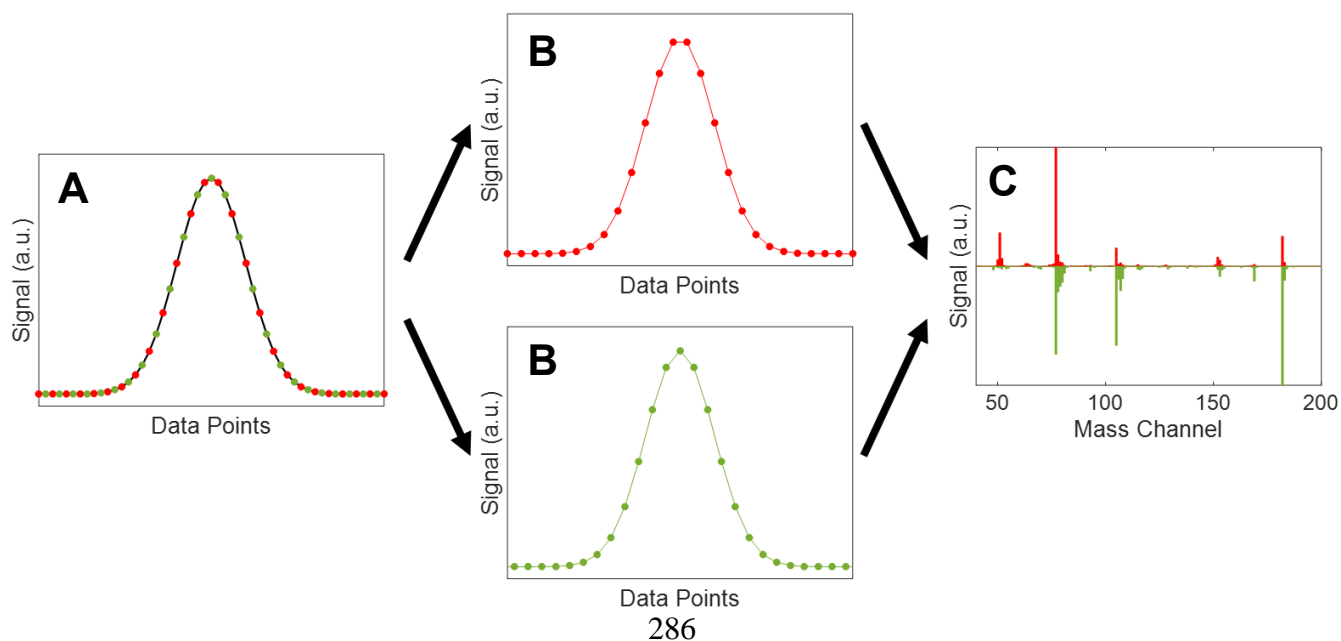 A
Signal (a.u.)
Data Points
B
Signal (a.u.)
Data Points
B
Signal (a.u.)
Data Points
C
Signal (a.u.)
50 100 150 200
Mass Channel
286